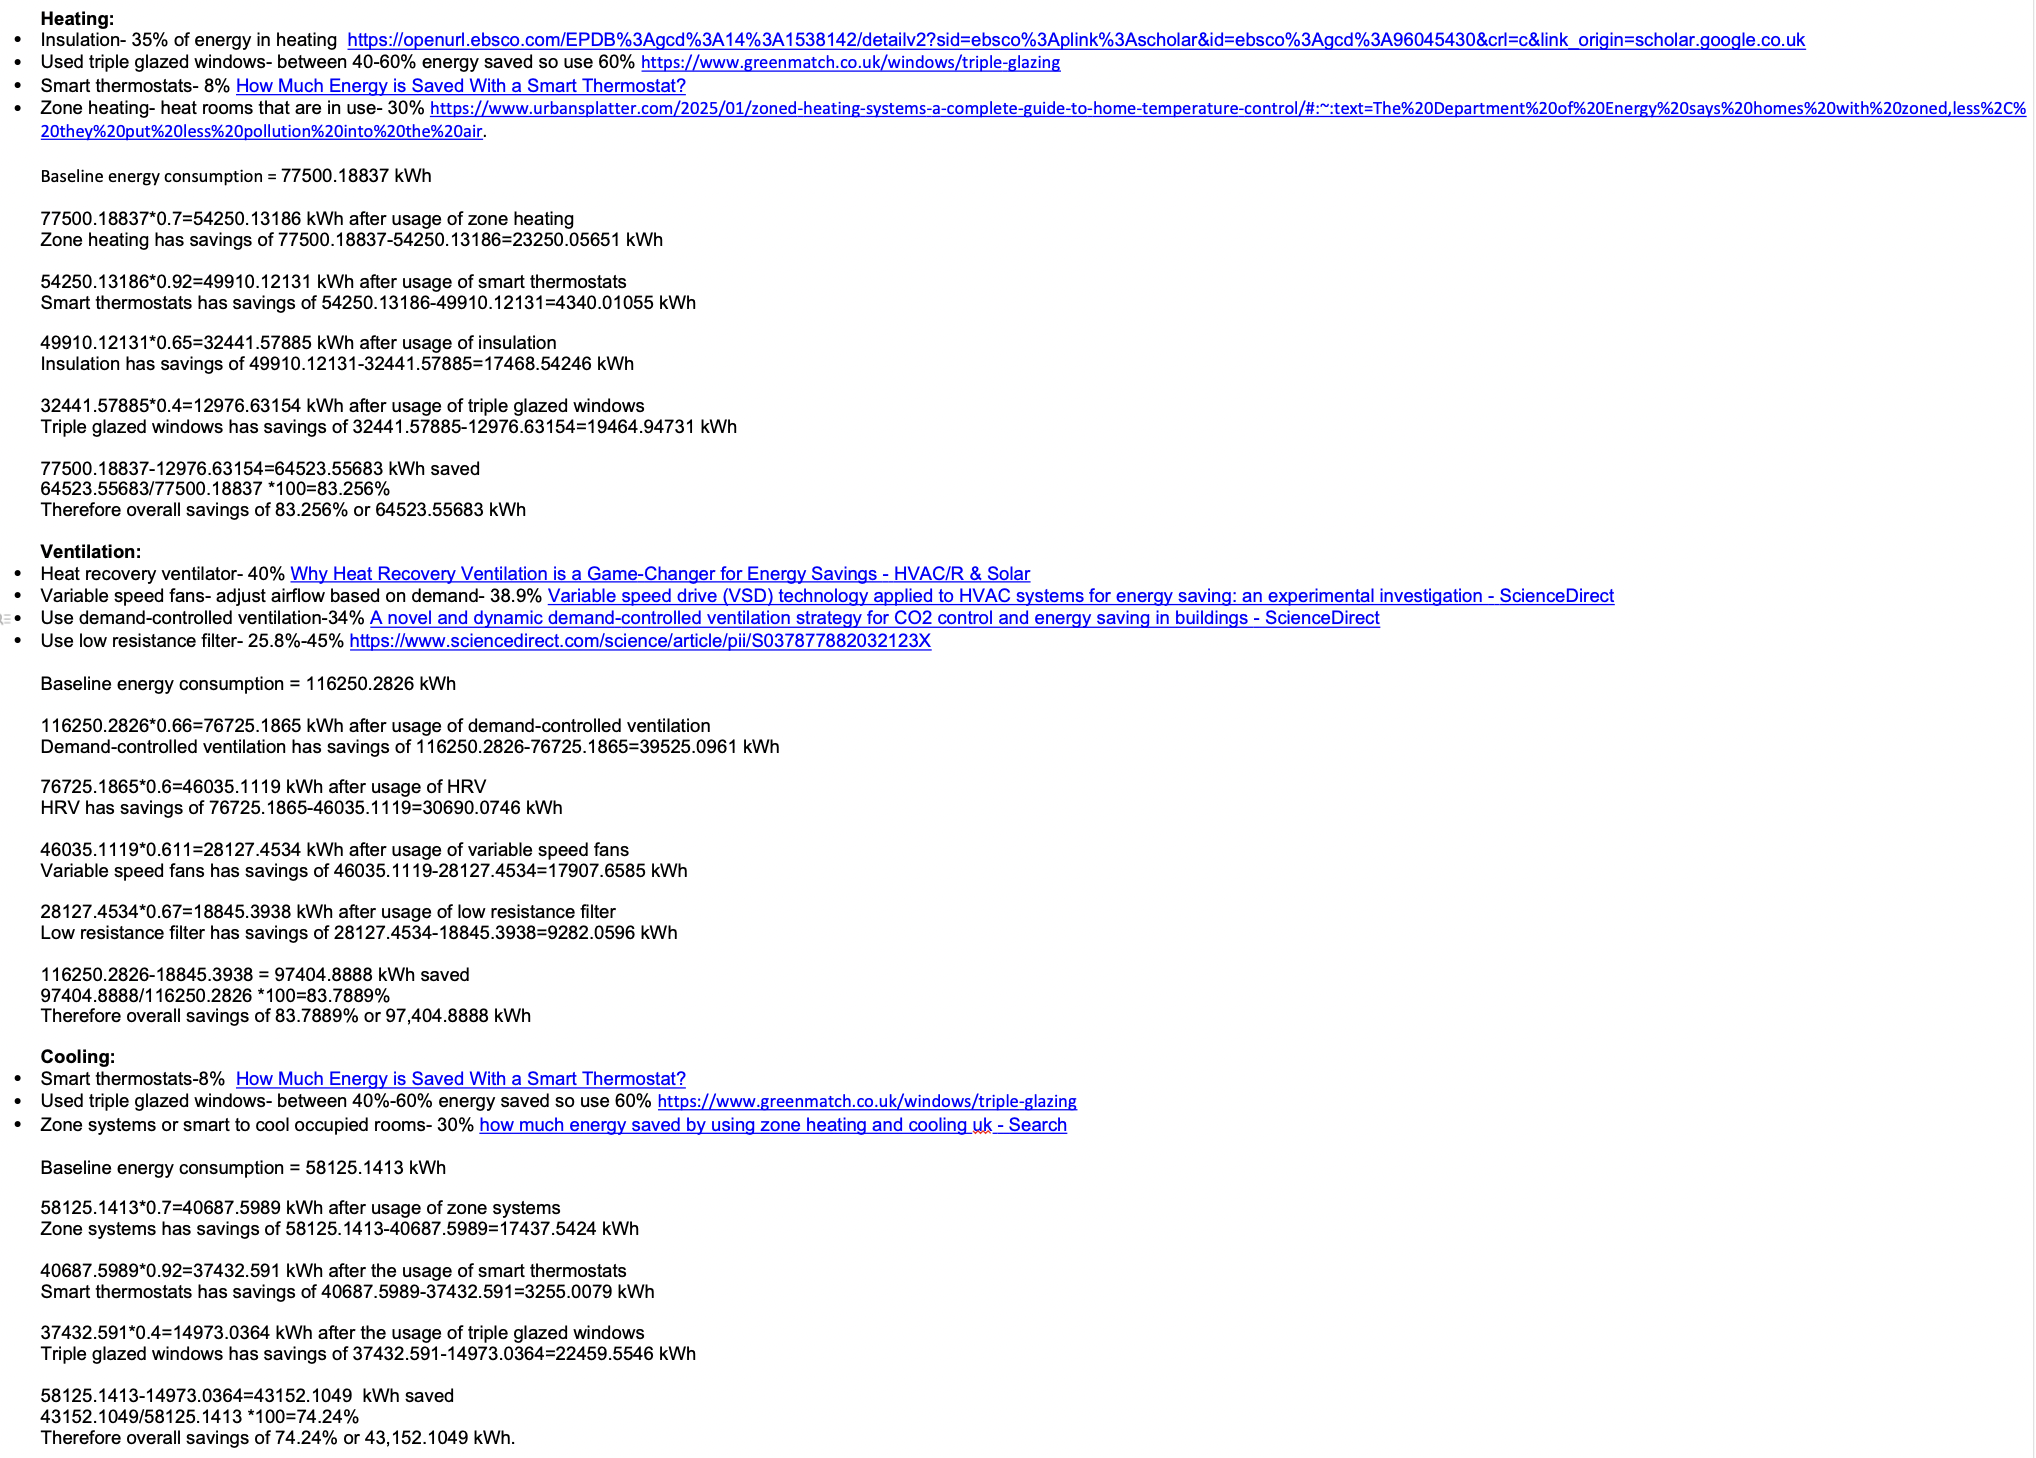 Heating:
• Insulation- 35% of energy in heating  https://openurl.ebsco.com/EPDB%3Agcd%3A14%3A1538142/detailv2?sid=ebsco%3Aplink%3Ascholar&id=ebsco%3Agcd%3A96045430&crl=c&link_origin=scholar.google.co.uk
• Used triple glazed windows- between 40-60% energy saved so use 60% https://www.greenmatch.co.uk/windows/triple-glazing
• Smart thermostats- 8% How Much Energy is Saved With a Smart Thermostat?
• Zone heating- heat rooms that are in use- 30% https://www.urbansplatter.com/2025/01/zoned-heating-systems-a-complete-guide-to-home-temperature-control/#:~:text=The%20Department%20of%20Energy%20says%20homes%20with%20zoned,less%2C%
20they%20put%20less%20pollution%20into%20the%20air.
Baseline energy consumption = 77500.18837 kWh
77500.18837*0.7=54250.13186 kWh after usage of zone heating
Zone heating has savings of 77500.18837-54250.13186=23250.05651 kWh
54250.13186*0.92=49910.12131 kWh after usage of smart thermostats
Smart thermostats has savings of 54250.13186-49910.12131=4340.01055 kWh
49910.12131*0.65=32441.57885 kWh after usage of insulation
Insulation has savings of 49910.12131-32441.57885=17468.54246 kWh
32441.57885*0.4=12976.63154 kWh after usage of triple glazed windows
Triple glazed windows has savings of 32441.57885-12976.63154=19464.94731 kWh
77500.18837-12976.63154=64523.55683 kWh saved
64523.55683/77500.18837 *100=83.256%
Therefore overall savings of 83.256% or 64523.55683 kWh
Ventilation:
• Heat recovery ventilator- 40% Why Heat Recovery Ventilation is a Game-Changer for Energy Savings - HVAC/R & Solar
• Variable speed fans- adjust airflow based on demand- 38.9% Variable speed drive (VSD) technology applied to HVAC systems for energy saving: an experimental investigation - ScienceDirect
• Use demand-controlled ventilation-34% A novel and dynamic demand-controlled ventilation strategy for CO2 control and energy saving in buildings - ScienceDirect
• Use low resistance filter- 25.8%-45% https://www.sciencedirect.com/science/article/pii/S037877882032123X
Baseline energy consumption = 116250.2826 kWh
116250.2826*0.66=76725.1865 kWh after usage of demand-controlled ventilation
Demand-controlled ventilation has savings of 116250.2826-76725.1865=39525.0961 kWh
76725.1865*0.6=46035.1119 kWh after usage of HRV
HRV has savings of 76725.1865-46035.1119=30690.0746 kWh
46035.1119*0.611=28127.4534 kWh after usage of variable speed fans
Variable speed fans has savings of 46035.1119-28127.4534=17907.6585 kWh
28127.4534*0.67=18845.3938 kWh after usage of low resistance filter
Low resistance filter has savings of 28127.4534-18845.3938=9282.0596 kWh
116250.2826-18845.3938 = 97404.8888 kWh saved
97404.8888/116250.2826 *100=83.7889%
Therefore overall savings of 83.7889% or 97,404.8888 kWh
Cooling:
• Smart thermostats-8%  How Much Energy is Saved With a Smart Thermostat?
• Used triple glazed windows- between 40%-60% energy saved so use 60% https://www.greenmatch.co.uk/windows/triple-glazing
• Zone systems or smart to cool occupied rooms- 30% how much energy saved by using zone heating and cooling uk - Search
Baseline energy consumption = 58125.1413 kWh
58125.1413*0.7=40687.5989 kWh after usage of zone systems
Zone systems has savings of 58125.1413-40687.5989=17437.5424 kWh
40687.5989*0.92=37432.591 kWh after the usage of smart thermostats
Smart thermostats has savings of 40687.5989-37432.591=3255.0079 kWh
37432.591*0.4=14973.0364 kWh after the usage of triple glazed windows
Triple glazed windows has savings of 37432.591-14973.0364=22459.5546 kWh
58125.1413-14973.0364=43152.1049  kWh saved
43152.1049/58125.1413 *100=74.24%
Therefore overall savings of 74.24% or 43,152.1049 kWh.